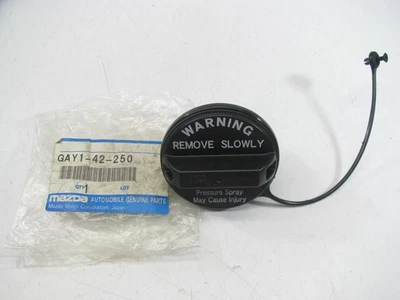 WARNING
REMOVE SLOWLY
Pressure Spray
May Cause Injury
GAY1-42-250
QTY 1 LOT
mazda AUTOMOBILE GENUINE PARTS
Mazda Motor Corporation, Japan